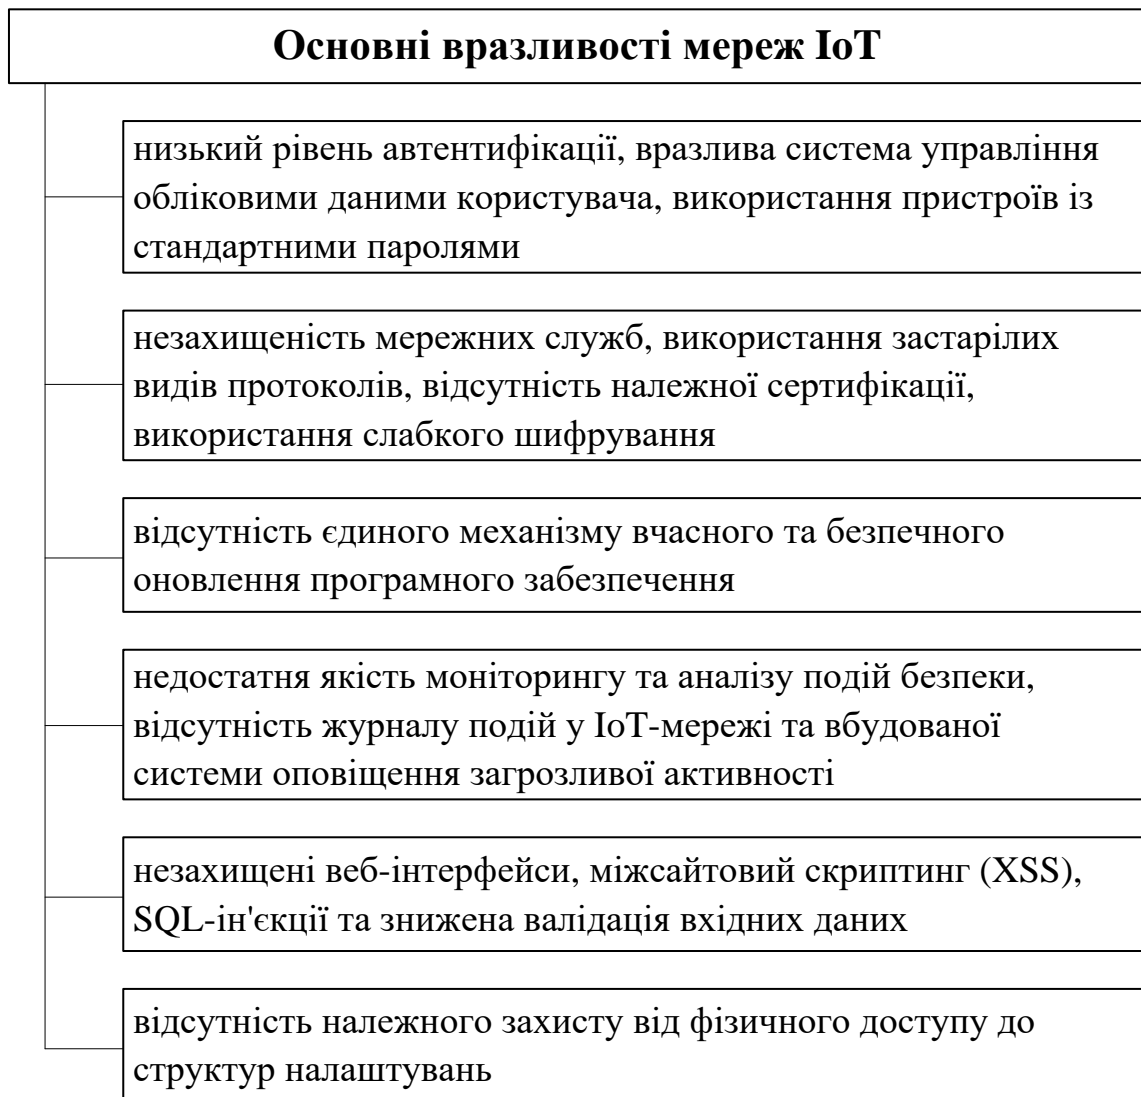 Основні вразливості мереж IoT
низький рівень автентифікації, вразлива система управління
обліковими даними користувача, використання пристроїв із
стандартними паролями
незахищеність мережних служб, використання застарілих
видів протоколів, відсутність належної сертифікації,
використання слабкого шифрування
відсутність єдиного механізму вчасного та безпечного
оновлення програмного забезпечення
недостатня якість моніторингу та аналізу подій безпеки,
відсутність журналу подій у IoT-мережі та вбудованої
системи оповіщення загрозливої активності
незахищені веб-інтерфейси, міжсайтовий скриптинг (XSS),
SQL-ін'єкції та знижена валідація вхідних даних
відсутність належного захисту від фізичного доступу до
структур налаштувань